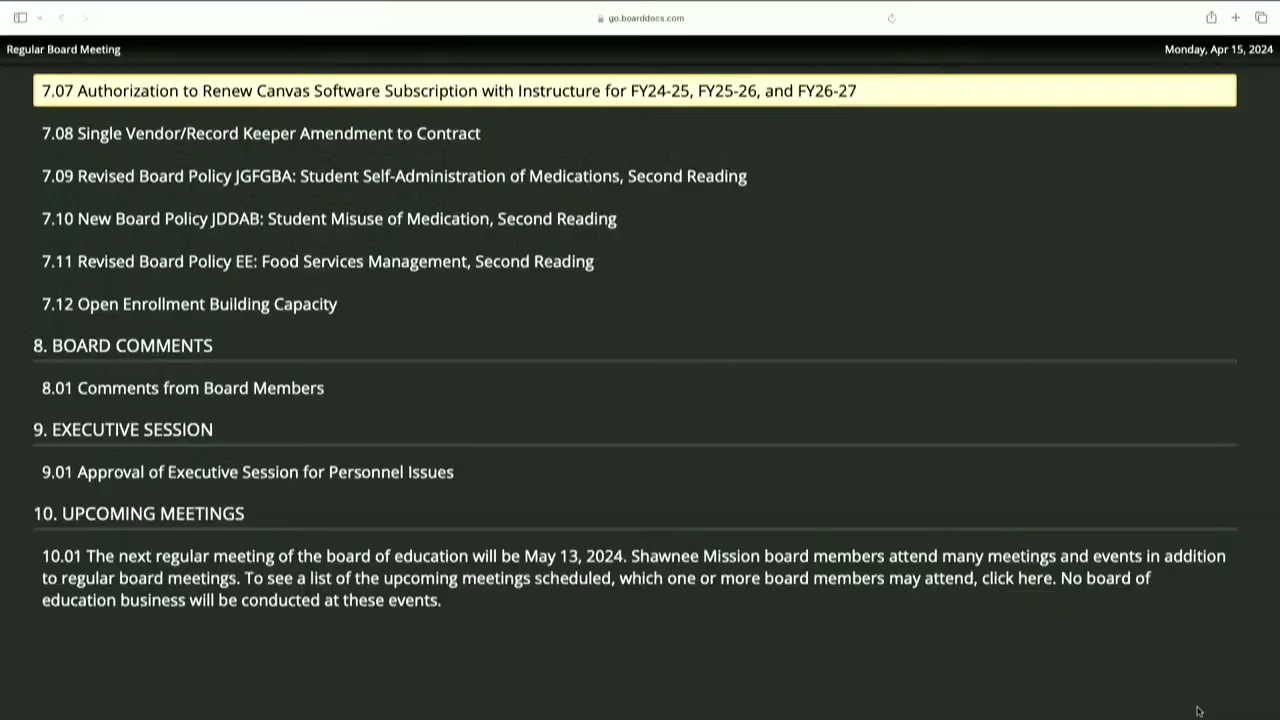 go.boarddocs.com
Regular Board Meeting
Monday, Apr 15, 2024
7.07 Authorization to Renew Canvas Software Subscription with Instructure for FY24-25, FY25-26, and FY26-27
7.08 Single Vendor/Record Keeper Amendment to Contract
7.09 Revised Board Policy JGFGBA: Student Self-Administration of Medications, Second Reading
7.10 New Board Policy JDDAB: Student Misuse of Medication, Second Reading
7.11 Revised Board Policy EE: Food Services Management, Second Reading
7.12 Open Enrollment Building Capacity
8. BOARD COMMENTS
8.01 Comments from Board Members
9. EXECUTIVE SESSION
9.01 Approval of Executive Session for Personnel Issues
10. UPCOMING MEETINGS
10.01 The next regular meeting of the board of education will be May 13, 2024. Shawnee Mission board members attend many meetings and events in addition
to regular board meetings. To see a list of the upcoming meetings scheduled, which one or more board members may attend, click here. No board of
education business will be conducted at these events.